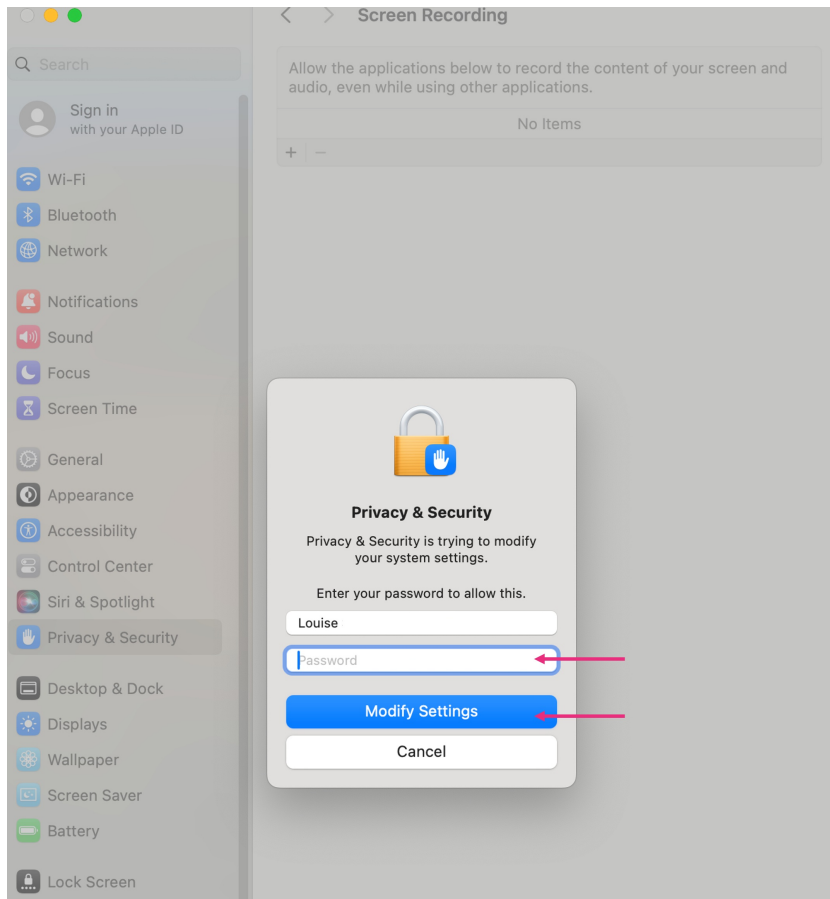 Screen Recording
Search
Sign in
with your Apple ID
Wi-Fi
Bluetooth
Network
Notifications
Sound
Focus
Screen Time
General
Appearance
Accessibility
Control Center
Siri & Spotlight
Privacy & Security
Desktop & Dock
Displays
Wallpaper
Screen Saver
Battery
Lock Screen
Allow the applications below to record the content of your screen and
audio, even while using other applications.
No Items
Privacy & Security
Privacy & Security is trying to modify
your system settings.
Enter your password to allow this.
Louise
Password
Modify Settings
Cancel